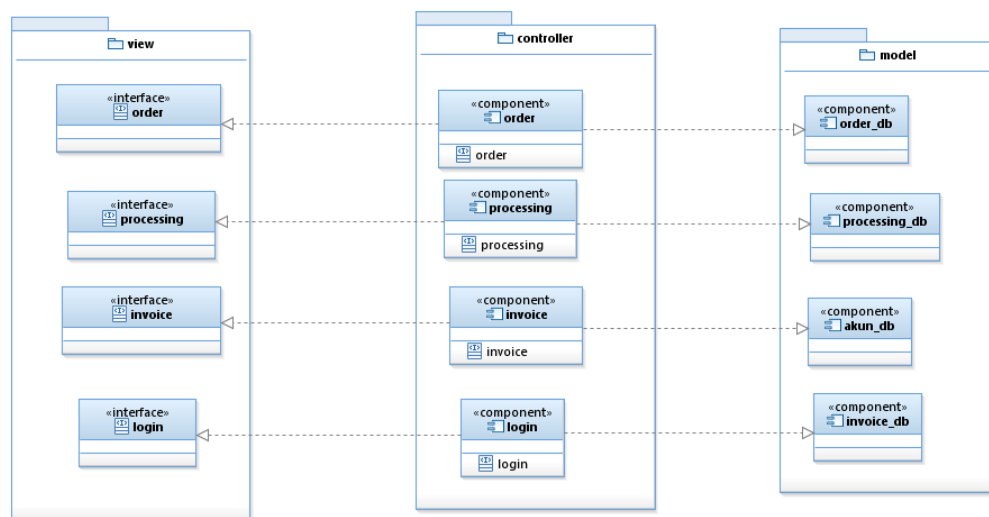 view
«interface»
order
«interface»
processing
«interface»
invoice
«interface»
login
controller
«component»
order
order
«component»
processing
processing
«component»
invoice
invoice
«component»
login
login
model
«component»
order_db
«component»
processing_db
«component»
akun_db
«component»
invoice_db